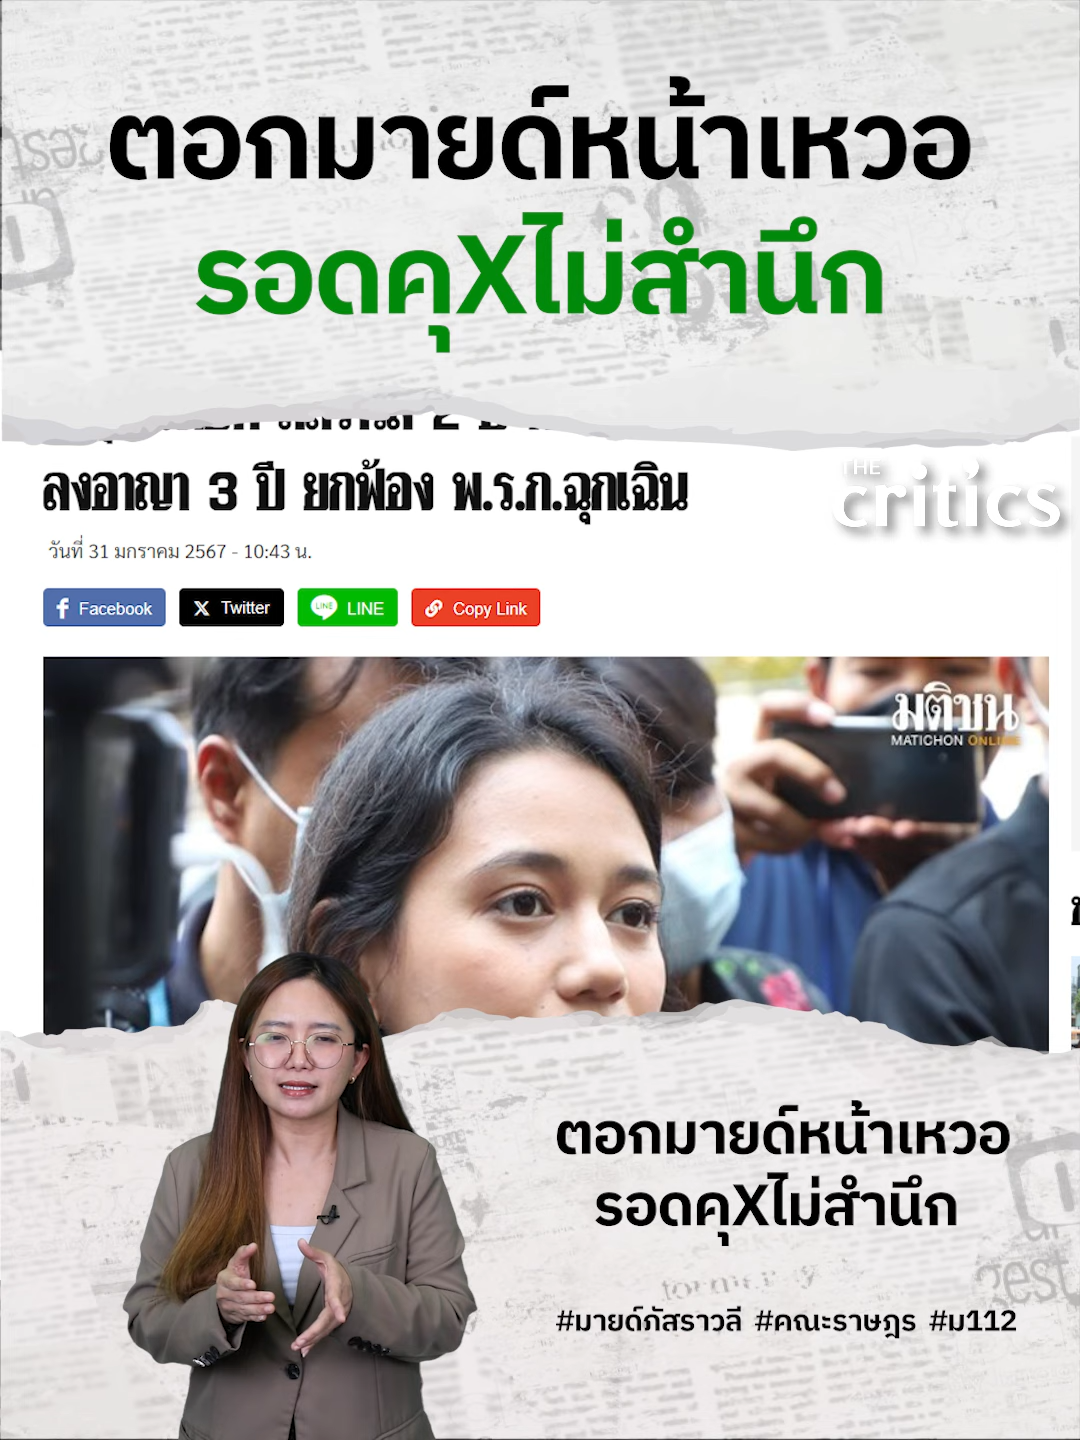 ตอกมายด์หน้าเหวอ
รอดคุXไม่สำนึก
ลงอาญา 3 ปี ยกฟ้อง พ.ร.ก.ฉุกเฉิน
THE
critics
วันที่ 31 มกราคม 2567 - 10:43 น.
Facebook
Twitter
LINE
LINE
Copy Link
มติชน
MATICHON ONLINE
ตอกมายด์หน้าเหวอ
รอดคุXไม่สำนึก
#มายด์ภัสราวลี #คณะราษฎร #ม112